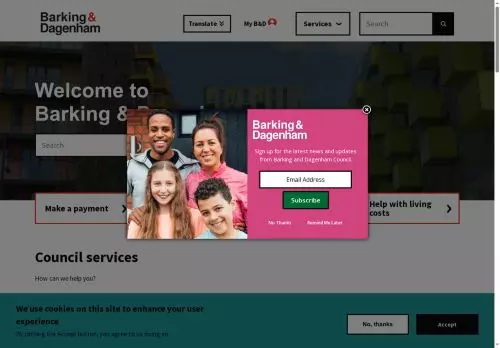 Barking &
Dagenham
Translate
My B&D
Services
Search
Welcome to
Barking &
Search
Barking &
Dagenham
Sign up for the latest news and updates
from Barking and Dagenham Council.
Email Address
Subscribe
No Thanks
Remind Me Later
Make a payment
Help with living
costs
Council services
How can we help you?
We use cookies on this site to enhance your user
experience
By clicking the Accept button, you agree to us doing so.
No, thanks
Accept